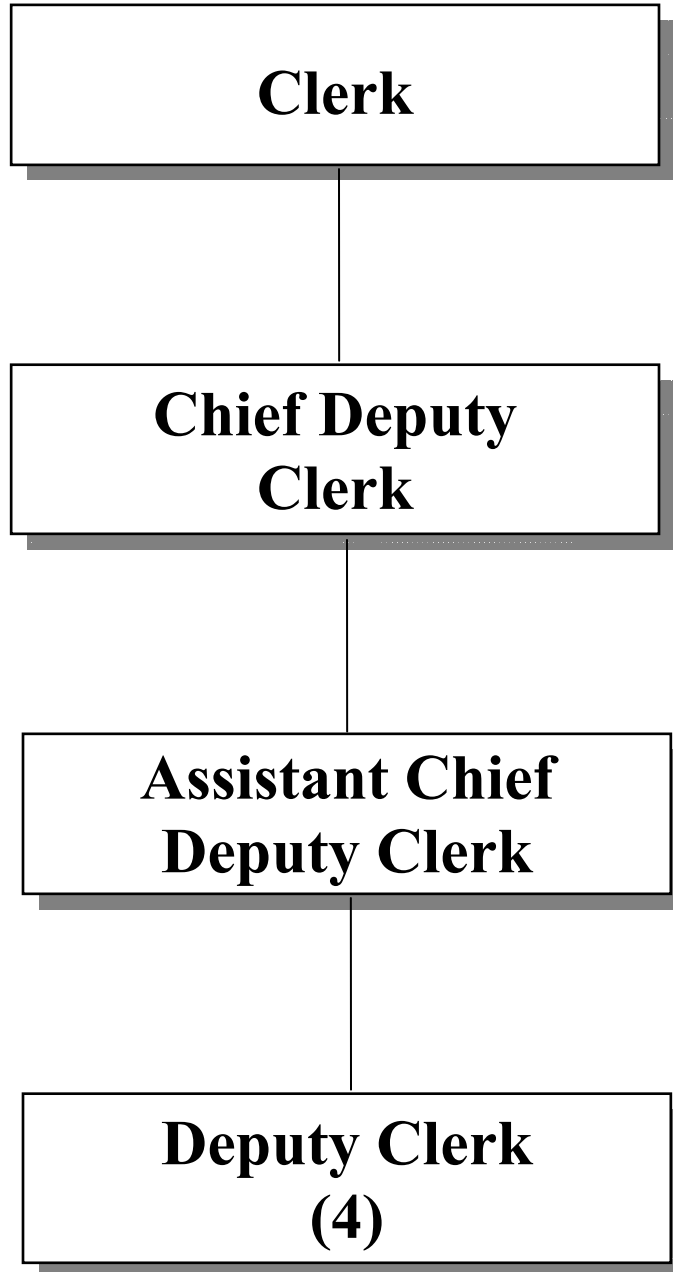 Clerk
Chief Deputy
Clerk
Assistant Chief
Deputy Clerk
Deputy Clerk
(4)